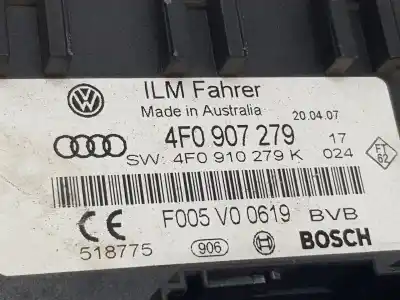 ILM Fahrer
Made in Australia 20.04.07
4F0 907 279 17
SW: 4F0 910 279 K 024
FT 62
F005 V0 0619 BVB
CE 518775 906 BOSCH